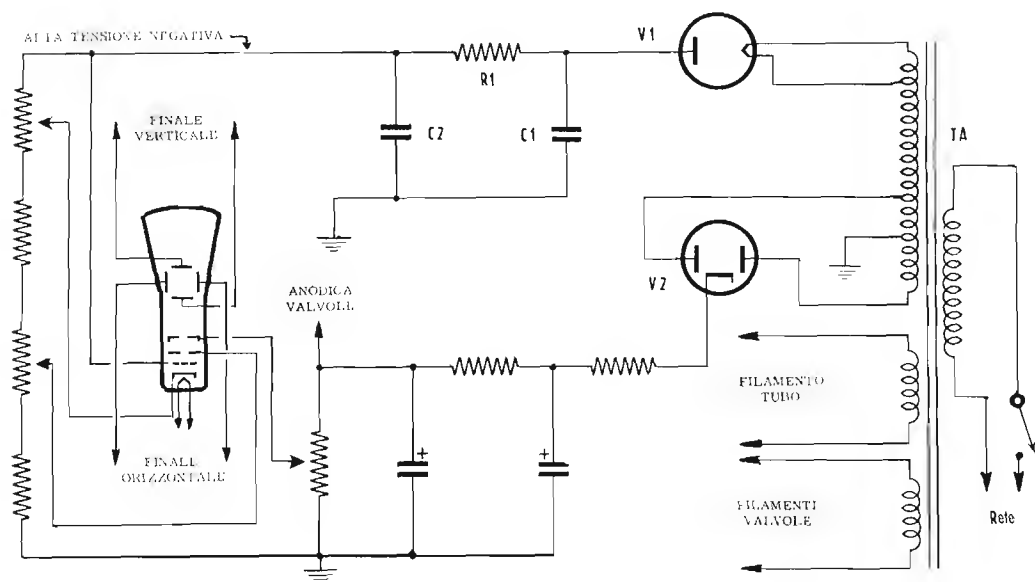 ALTA TENSIONE NEGATIVA
V1
R1
C2
C1
TA
FINALE
VERTICALE
V2
ANODICA
VALVOLE
FILAMENTO
TUBO
FINALE
ORIZZONTALE
FILAMENTI
VALVOLE
Rete
+
+